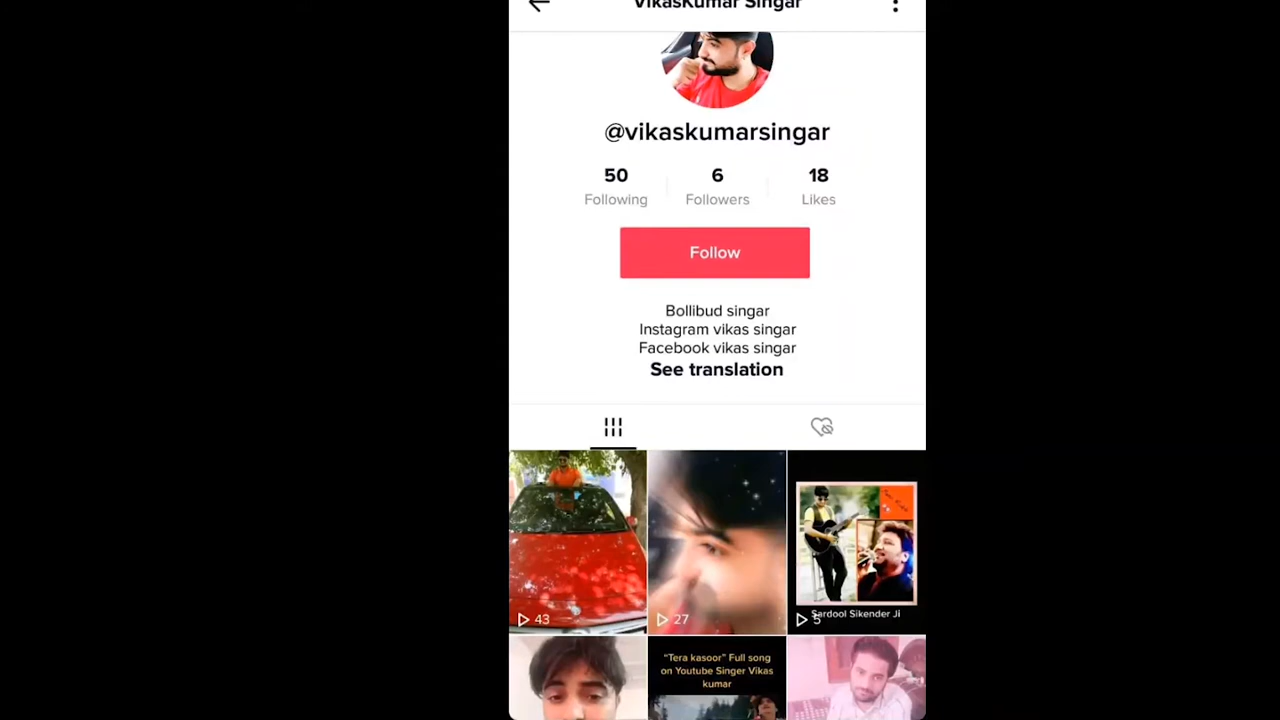 VikasKumar Singar
@vikaskumarsingar
50
Following
6
Followers
18
Likes
Follow
Bollibud singar
Instagram vikas singar
Facebook vikas singar
See translation
43
27
Sardool Sikender Ji
5
"Tera kasoor" Full song
on Youtube Singer Vikas
kumar